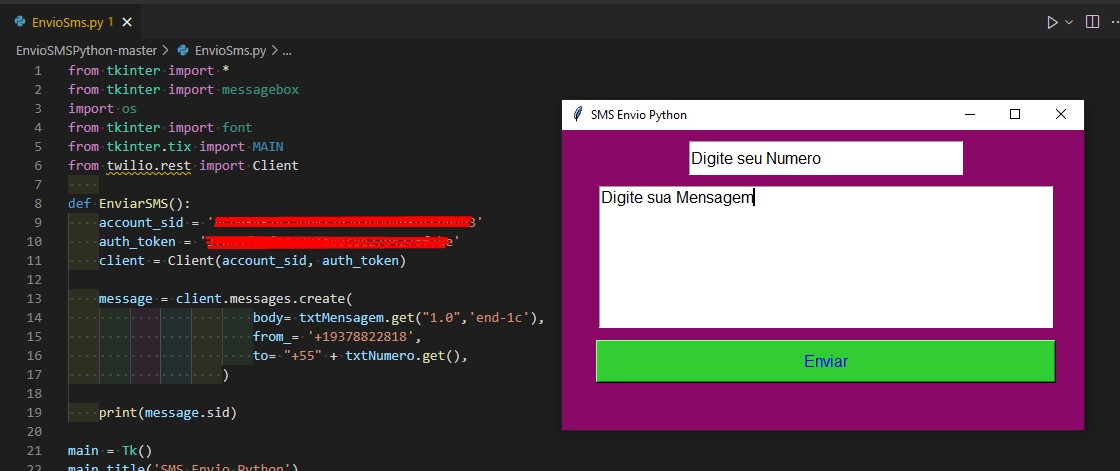 EnvioSms.py 1
EnvioSMSPython-master > EnvioSms.py > ...
1 from tkinter import *
2 from tkinter import messagebox
3 import os
4 from tkinter import font
5 from tkinter.tix import MAIN
6 from twilio.rest import Client
7
8 def EnviarSMS():
9 account_sid = '3'
10 auth_token = 'e'
11 client = Client(account_sid, auth_token)
12
13 message = client.messages.create(
14 body= txtMensagem.get("1.0",'end-1c'),
15 from_= '+19378822818',
16 to= "+55" + txtNumero.get(),
17 )
18
19 print(message.sid)
20
21 main = Tk()
22 main.title('SMS Envio Python')
SMS Envio Python
Digite seu Numero
Digite sua Mensagem
Enviar